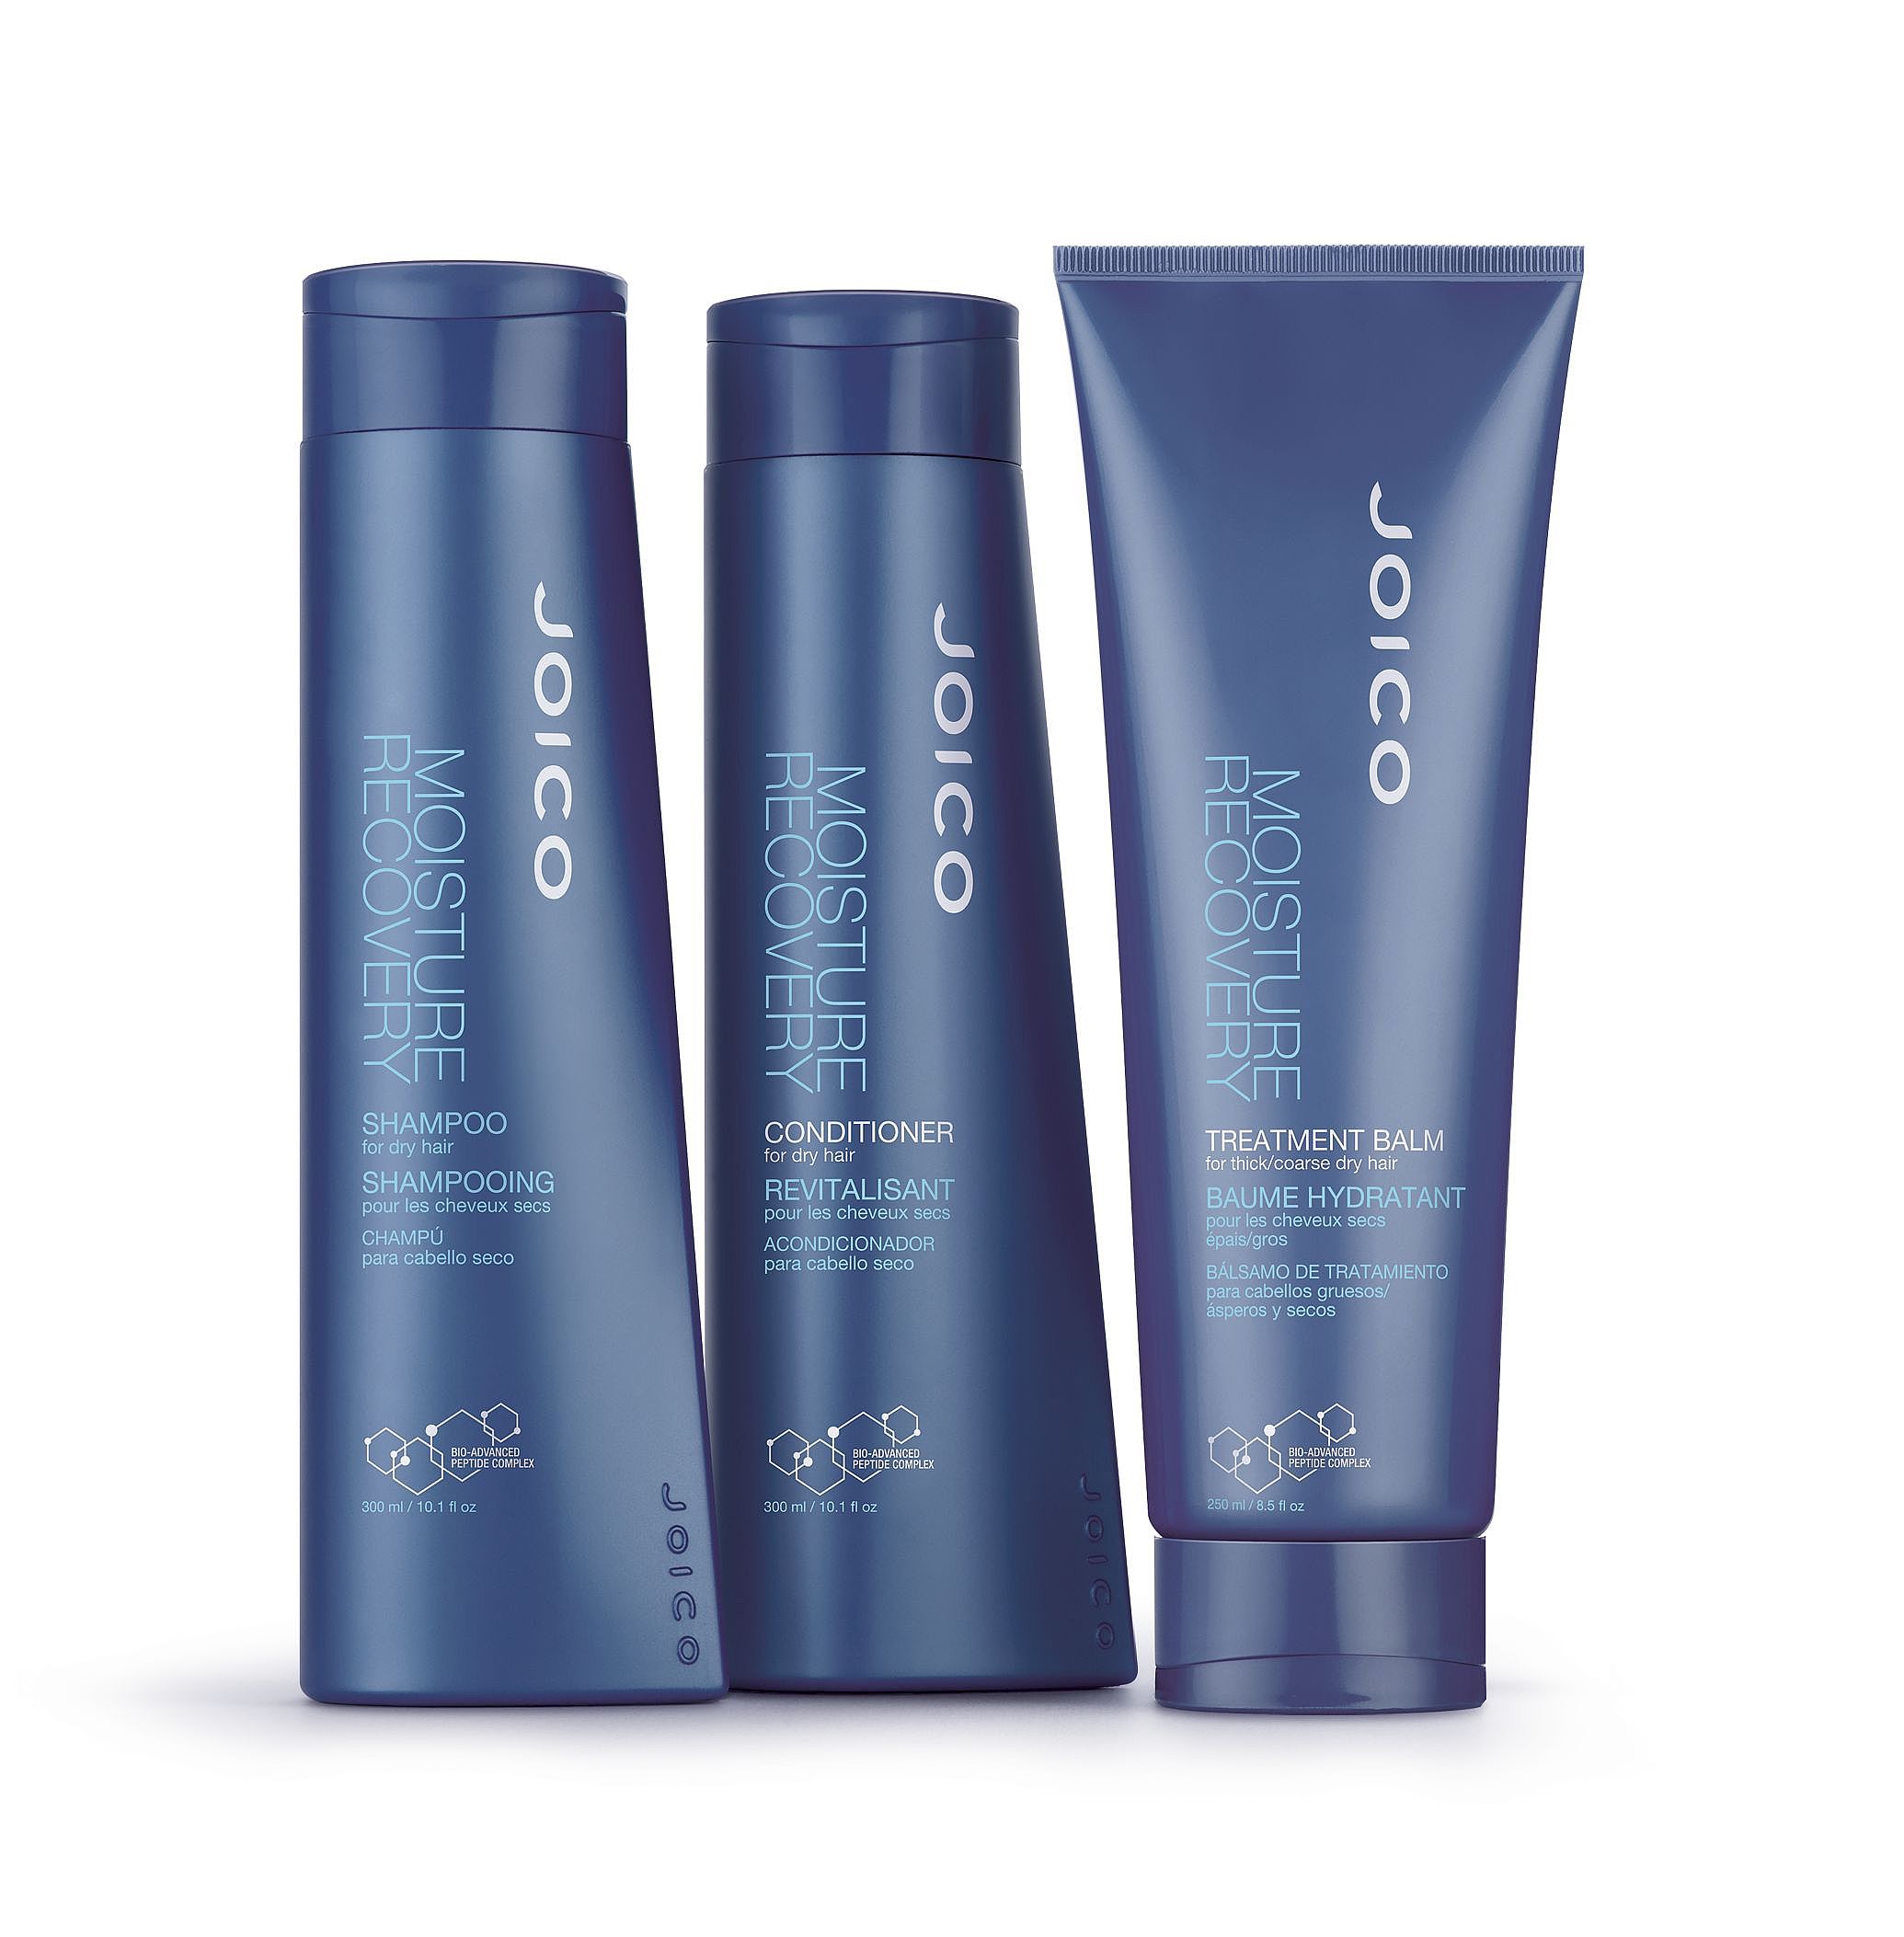 JOICO
MOISTURE
RECOVERY
SHAMPOO
for dry hair
SHAMPOOING
pour les cheveux secs
CHAMPÚ
para cabello seco
BIO-ADVANCED
PEPTIDE COMPLEX
300 ml / 10.1 fl oz
JOICO
JOICO
MOISTURE
RECOVERY
CONDITIONER
for dry hair
REVITALISANT
pour les cheveux secs
ACONDICIONADOR
para cabello seco
BIO-ADVANCED
PEPTIDE COMPLEX
300 ml / 10.1 fl oz
JOICO
JOICO
MOISTURE
RECOVERY
TREATMENT BALM
for thick/coarse dry hair
BAUME HYDRATANT
pour les cheveux secs
épais/gros
BÁLSAMO DE TRATAMIENTO
para cabellos gruesos/
ásperos y secos
BIO-ADVANCED
PEPTIDE COMPLEX
250 ml / 8.5 fl oz